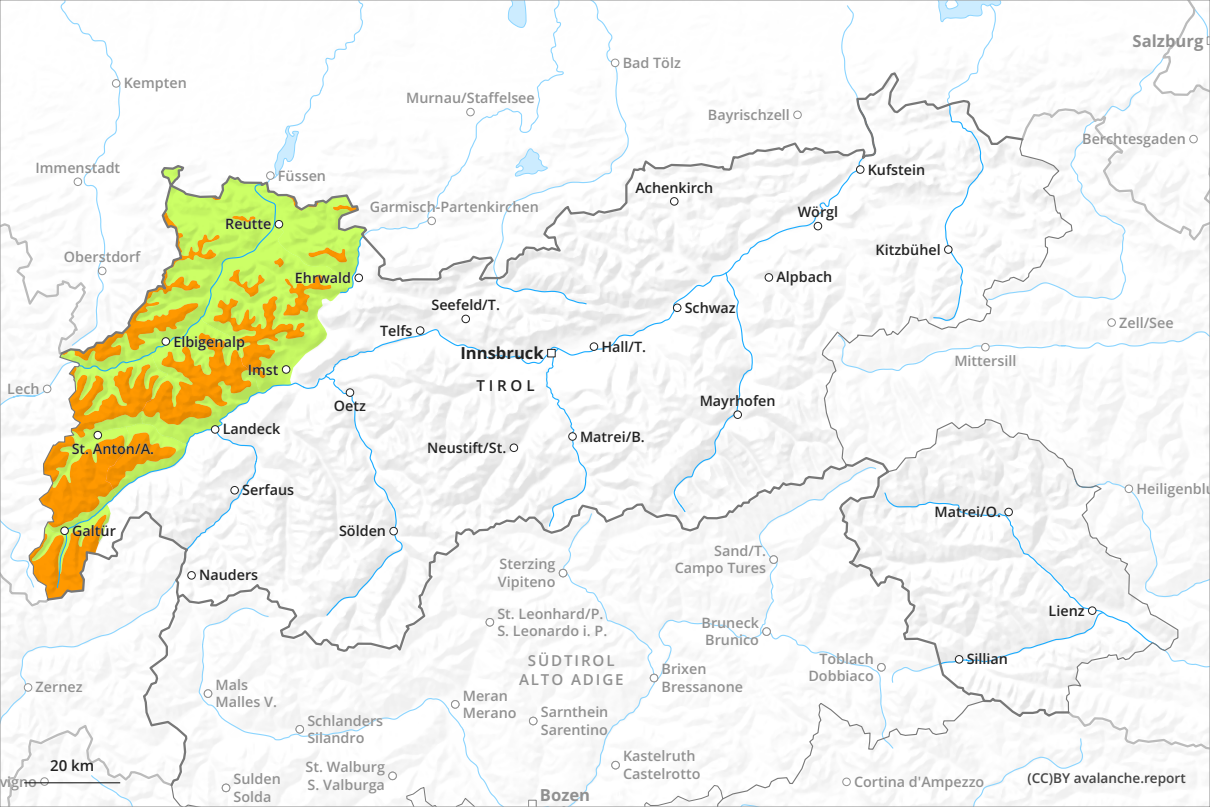 Salzburg
Bad Tölz
Kempten
Murnau/Staffelsee
Bayrischzell
Berchtesgaden
Immenstadt
Füssen
Kufstein
Achenkirch
Garmisch-Partenkirchen
Wörgl
Reutte
Kitzbühel
Oberstdorf
Ehrwald
Alpbach
Seefeld/T.
Schwaz
Telfs
Zell/See
Elbigenalp
Innsbruck
Hall/T.
Mittersill
Imst
TIROL
Lech
Oetz
Mayrhofen
Landeck
Matrei/B.
St. Anton/A.
Neustift/St.
Serfaus
Heiligenblu
Matrei/O.
Galtür
Sölden
Sand/T.
Campo Tures
Sterzing
Vipiteno
Nauders
St. Leonhard/P.
S. Leonardo i. P.
Lienz
Bruneck
Brunico
SÜDTIROL
ALTO ADIGE
Sillian
Toblach
Dobbiaco
Brixen
Bressanone
Zernez
Mals
Malles V.
Meran
Merano
Sarnthein
Sarentino
Schlanders
Silandro
Kastelruth
Castelrotto
20 km
St. Walburg
S. Valburga
vigno
Sulden
Solda
Cortina d'Ampezzo
(CC)BY avalanche.report
Bozen